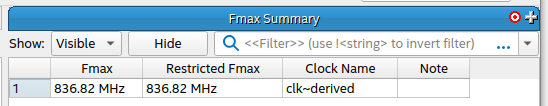 Fmax Summary
Show: Visible Hide <<Filter>> (use !<string> to invert filter) ...
Fmax Restricted Fmax Clock Name Note
1 836.82 MHz 836.82 MHz clk~derived